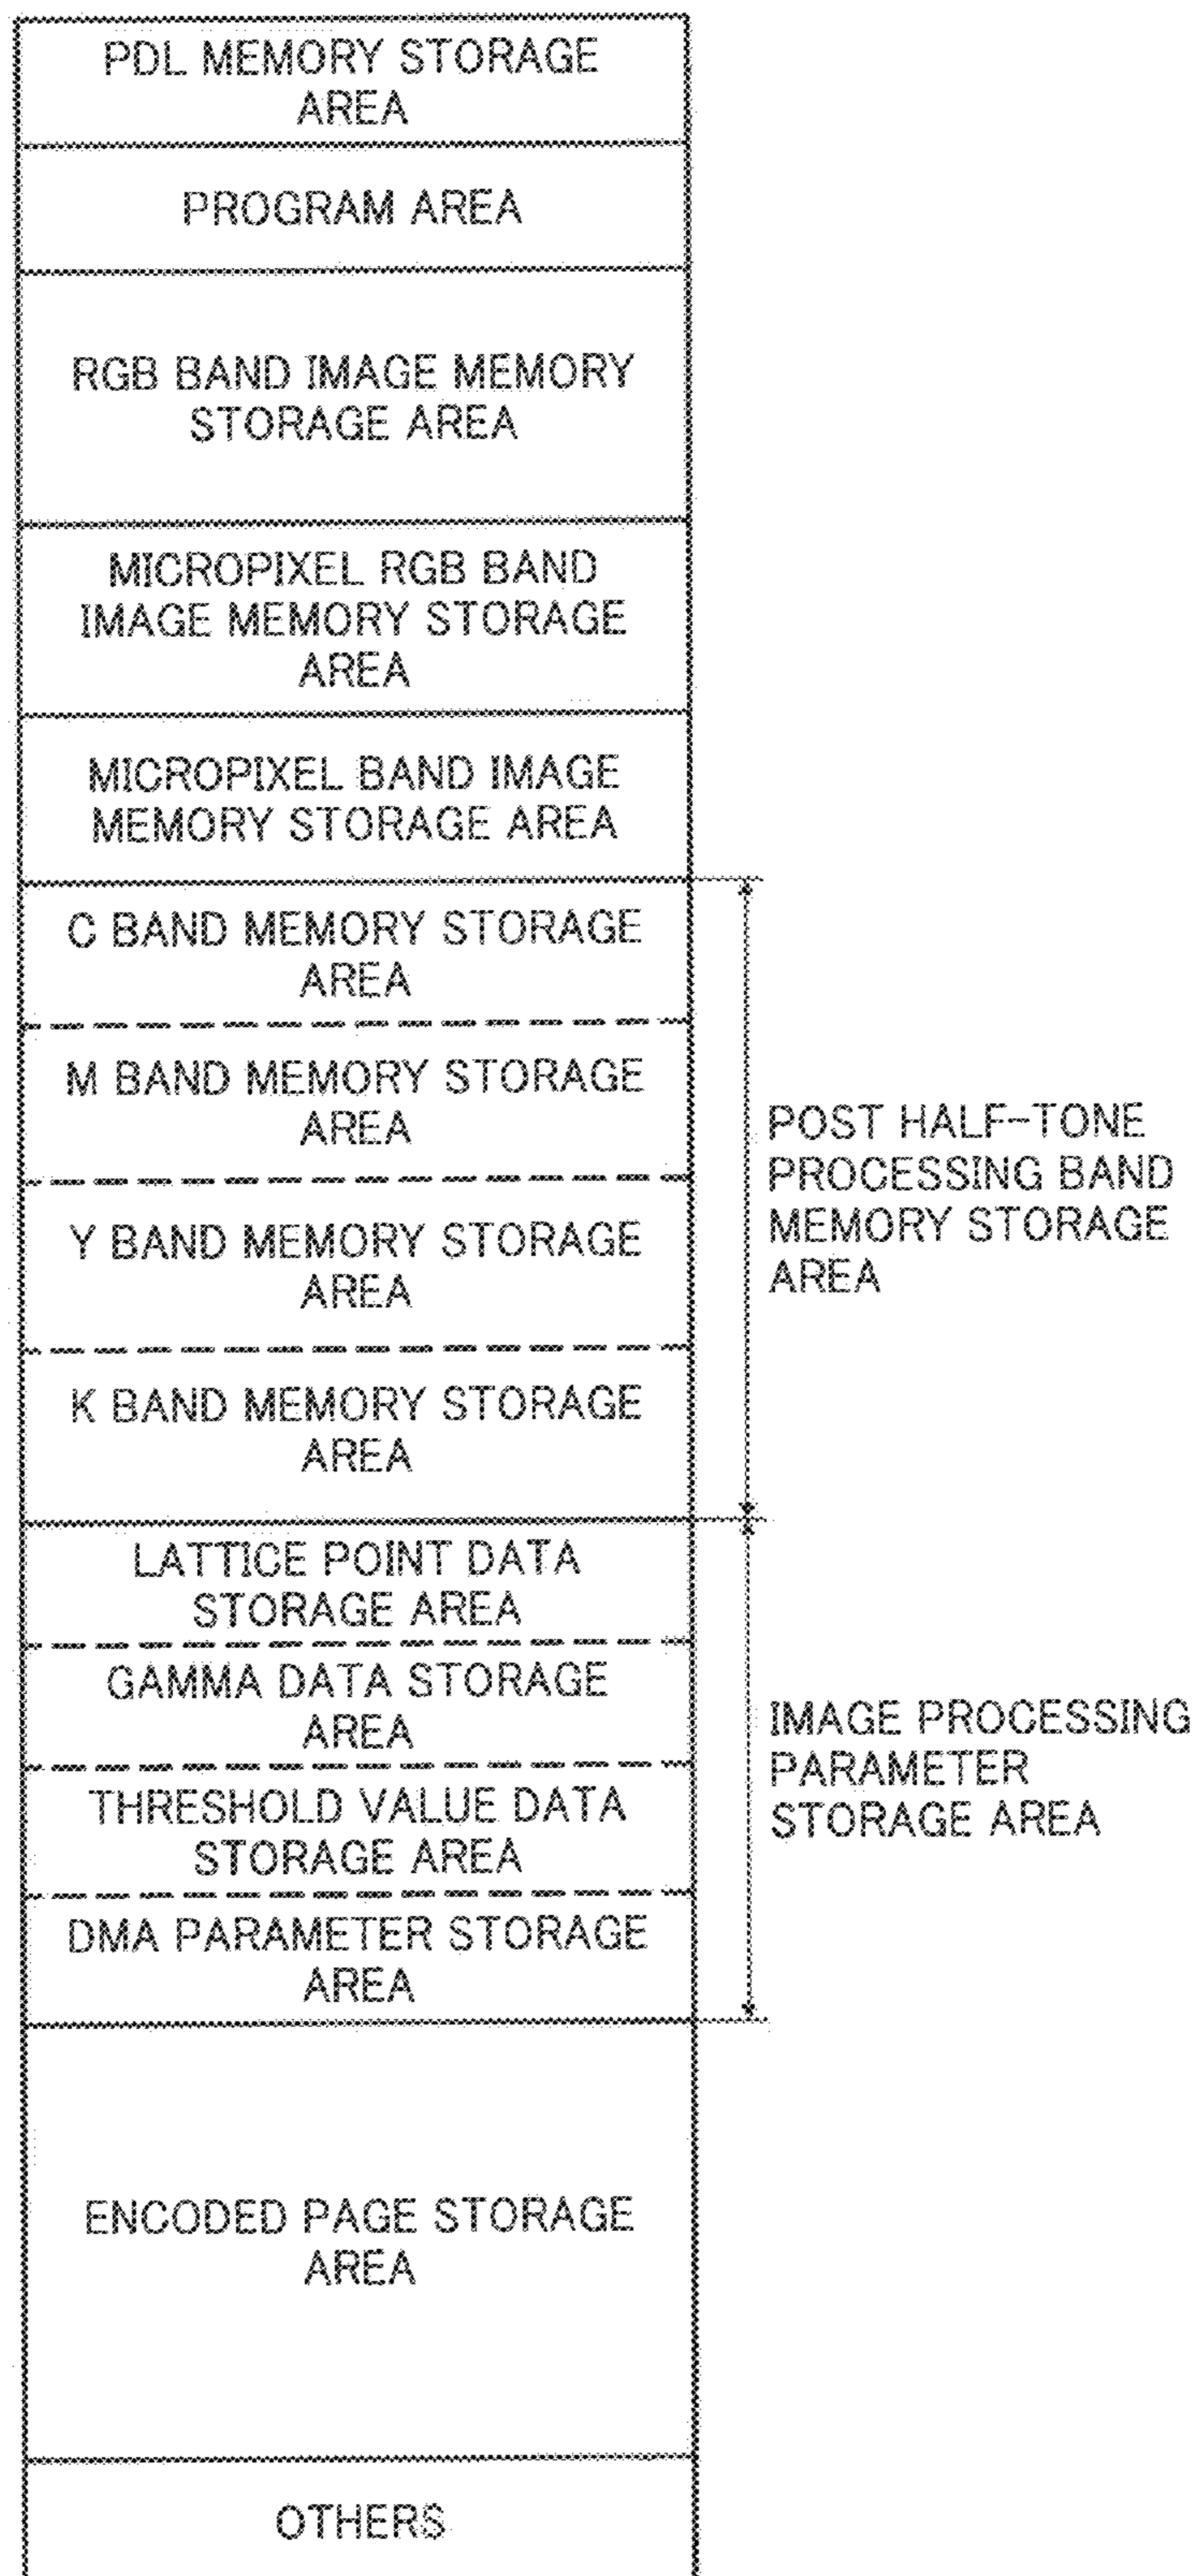 PDL MEMORY STORAGE
AREA
PROGRAM AREA
RGB BAND IMAGE MEMORY
STORAGE AREA
MICROPIXEL RGB BAND
IMAGE MEMORY STORAGE
AREA
MICROPIXEL BAND IMAGE
MEMORY STORAGE AREA
C BAND MEMORY STORAGE
AREA
M BAND MEMORY STORAGE
AREA
Y BAND MEMORY STORAGE
AREA
K BAND MEMORY STORAGE
AREA
POST HALF-TONE
PROCESSING BAND
MEMORY STORAGE
AREA
LATTICE POINT DATA
STORAGE AREA
GAMMA DATA STORAGE
AREA
THRESHOLD VALUE DATA
STORAGE AREA
DMA PARAMETER STORAGE
AREA
IMAGE PROCESSING
PARAMETER
STORAGE AREA
ENCODED PAGE STORAGE
AREA
OTHERS